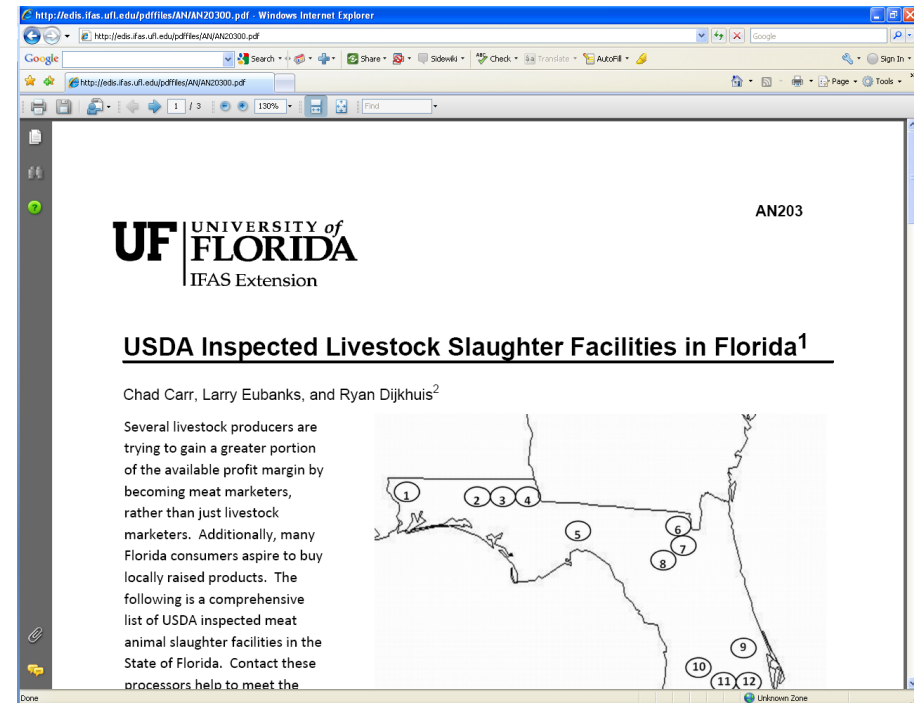 http://edis.ifas.ufl.edu/pdffiles/AN/AN20300.pdf - Windows Internet Explorer
http://edis.ifas.ufl.edu/pdffiles/AN/AN20300.pdf
Google
Google Search Share Sidewiki Check Translate AutoFill Sign In
http://edis.ifas.ufl.edu/pdffiles/AN/AN20300.pdf Page Tools
1 / 3 130% Find
AN203
UF UNIVERSITY of
FLORIDA
IFAS Extension
USDA Inspected Livestock Slaughter Facilities in Florida1
Chad Carr, Larry Eubanks, and Ryan Dijkhuis2
Several livestock producers are
trying to gain a greater portion
of the available profit margin by
becoming meat marketers,
rather than just livestock
marketers. Additionally, many
Florida consumers aspire to buy
locally raised products. The
following is a comprehensive
list of USDA inspected meat
animal slaughter facilities in the
State of Florida. Contact these
processors help to meet the
1
2 3 4
5
6
7
8
9
10
11 12
Done Unknown Zone